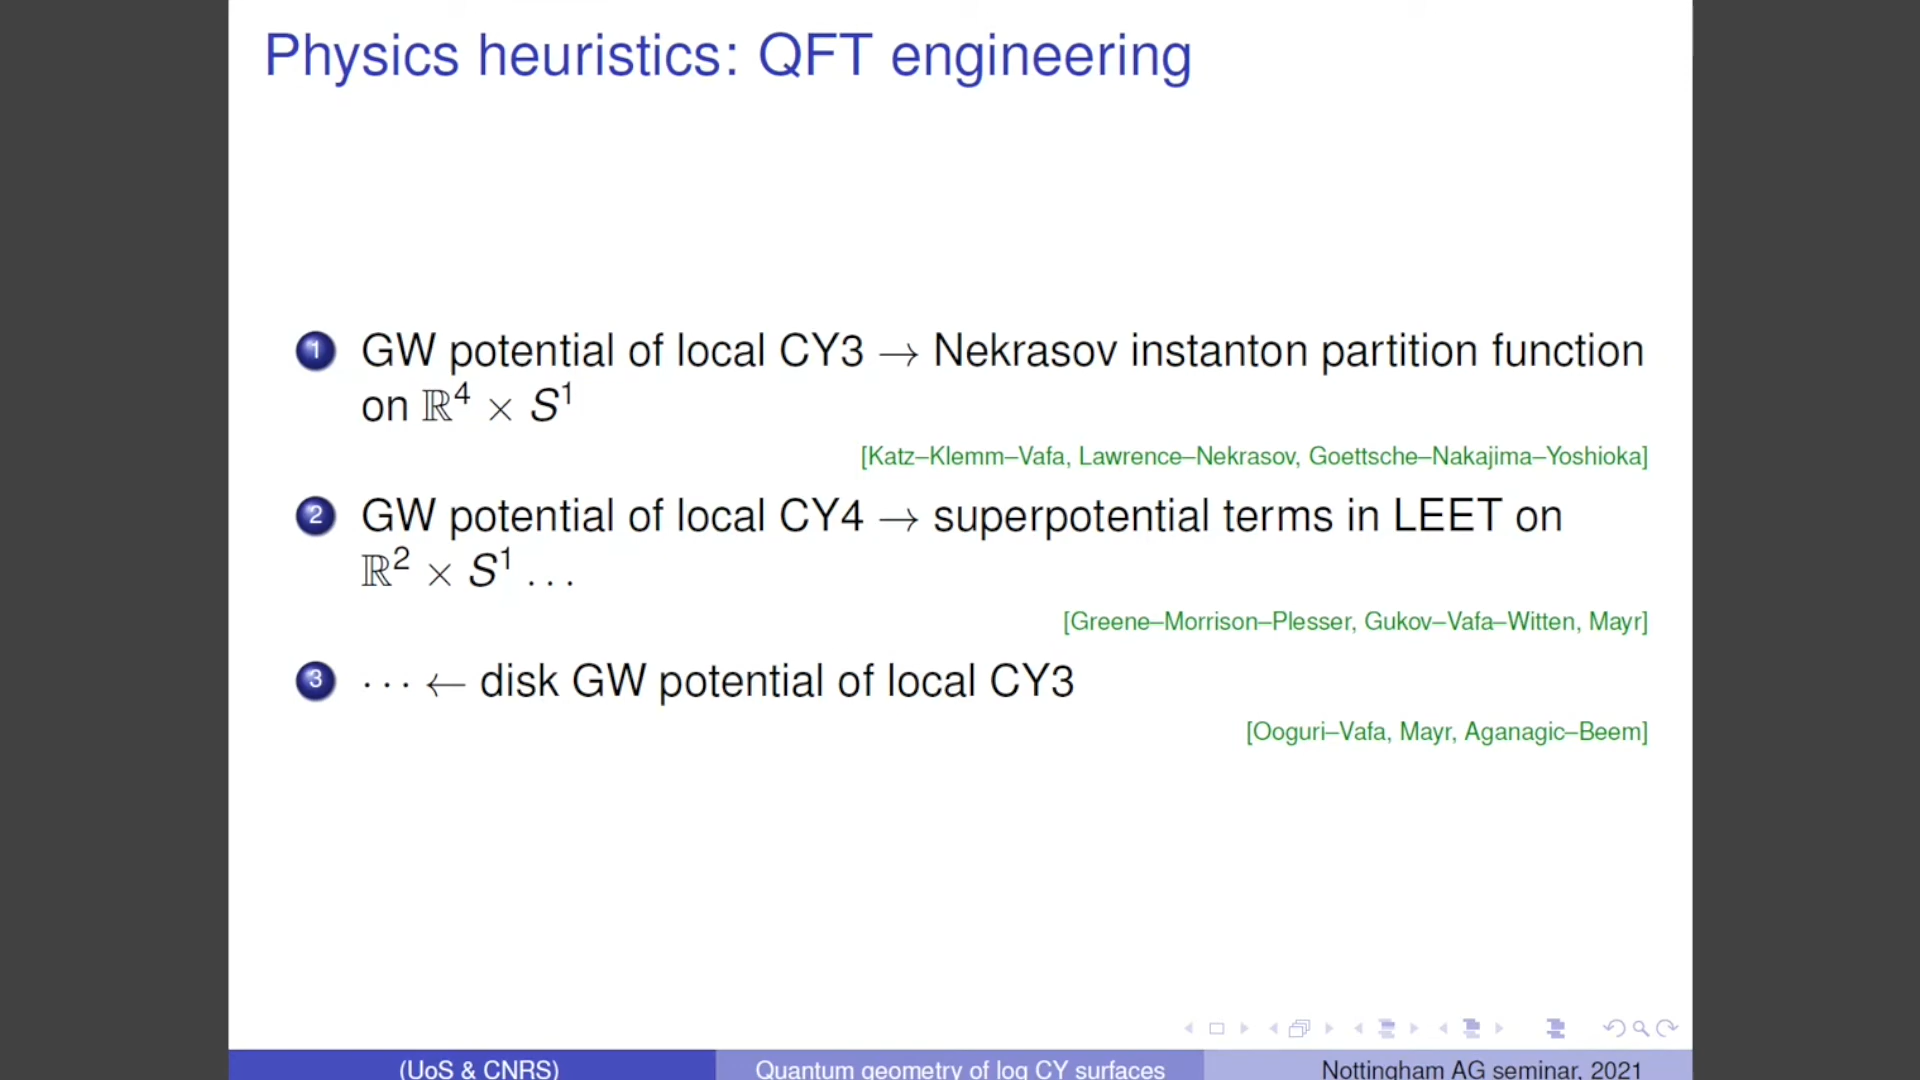 Physics heuristics: QFT engineering
1 GW potential of local CY3 → Nekrasov instanton partition function
on ℝ⁴ × S¹
[Katz–Klemm–Vafa, Lawrence–Nekrasov, Goettsche–Nakajima–Yoshioka]
2 GW potential of local CY4 → superpotential terms in LEET on
ℝ² × S¹ . . .
[Greene–Morrison–Plesser, Gukov–Vafa–Witten, Mayr]
3 · · · ← disk GW potential of local CY3
[Ooguri–Vafa, Mayr, Aganagic–Beem]
(UoS & CNRS) Quantum geometry of log CY surfaces Nottingham AG seminar, 2021